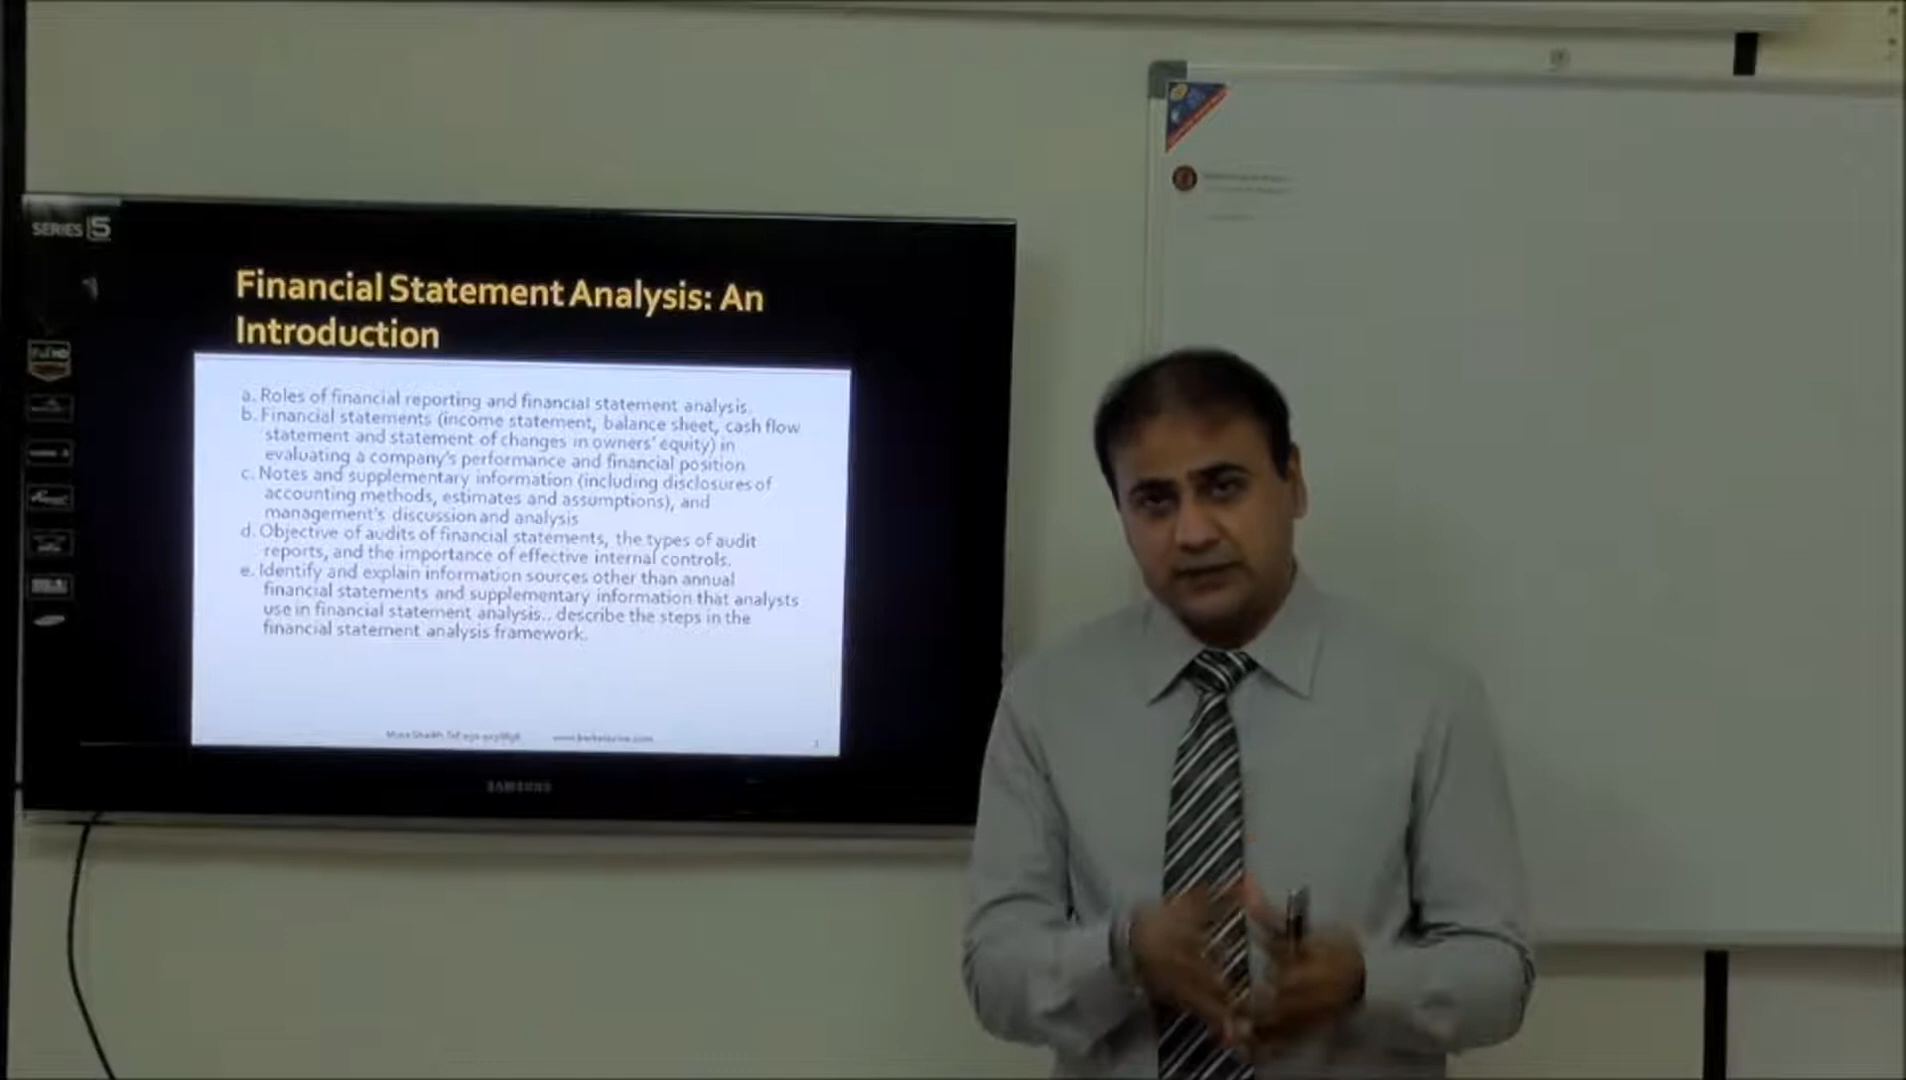 SERIES 5
Financial Statement Analysis: An
Introduction
a. Roles of financial reporting and financial statement analysis.
b. Financial statements (income statement, balance sheet, cash flow
statement and statement of changes in owners' equity) in
evaluating a company's performance and financial position
c. Notes and supplementary information (including disclosures of
accounting methods, estimates and assumptions), and
management's discussion and analysis
d. Objective of audits of financial statements, the types of audit
reports, and the importance of effective internal controls.
e. Identify and explain information sources other than annual
financial statements and supplementary information that analysts
use in financial statement analysis.. describe the steps in the
financial statement analysis framework.
SAMSUNG